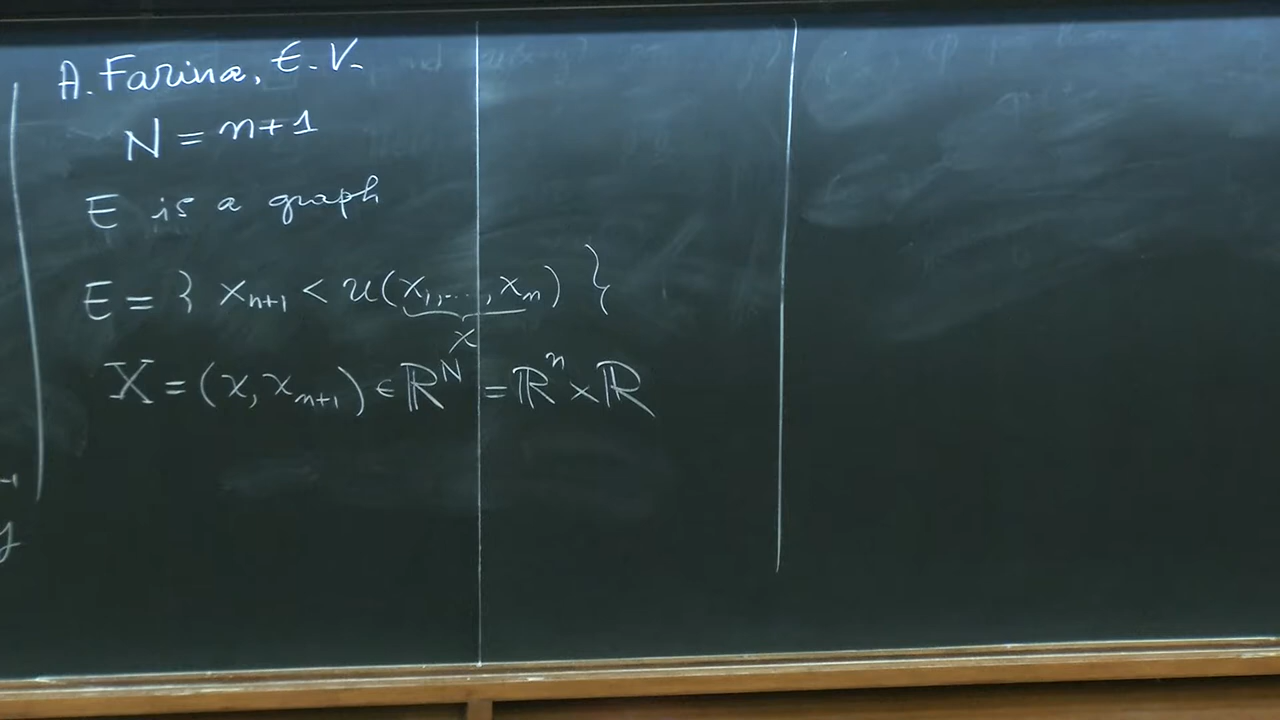 A. Farina, E. V.
N = n+1
E is a graph
E = { x_{n+1} < u(x_1, ..., x_n) }
x
X = (x, x_{n+1}) ∈ ℝ^N = ℝ^n × ℝ